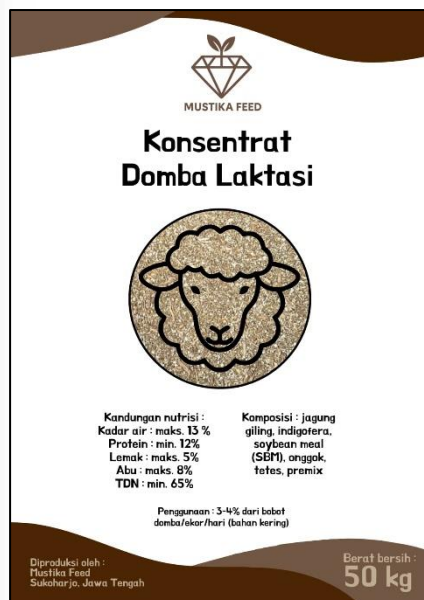 MUSTIKA FEED
Konsentrat
Domba Laktasi
Kandungan nutrisi :
Kadar air : maks. 13 %
Protein : min. 12%
Lemak : maks. 5%
Abu : maks. 8%
TDN : min. 65%
Komposisi : jagung
giling, indigofera,
soybean meal
(SBM), onggok,
tetes, premix
Penggunaan : 3-4% dari bobot
domba/ekor/hari (bahan kering)
Diproduksi oleh :
Mustika Feed
Sukoharjo, Jawa Tengah
Berat bersih :
50 kg